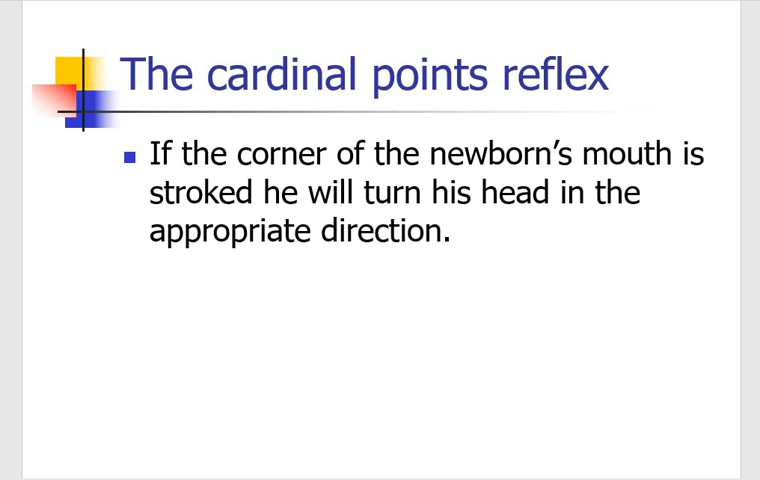 The cardinal points reflex
If the corner of the newborn’s mouth is
stroked he will turn his head in the
appropriate direction.